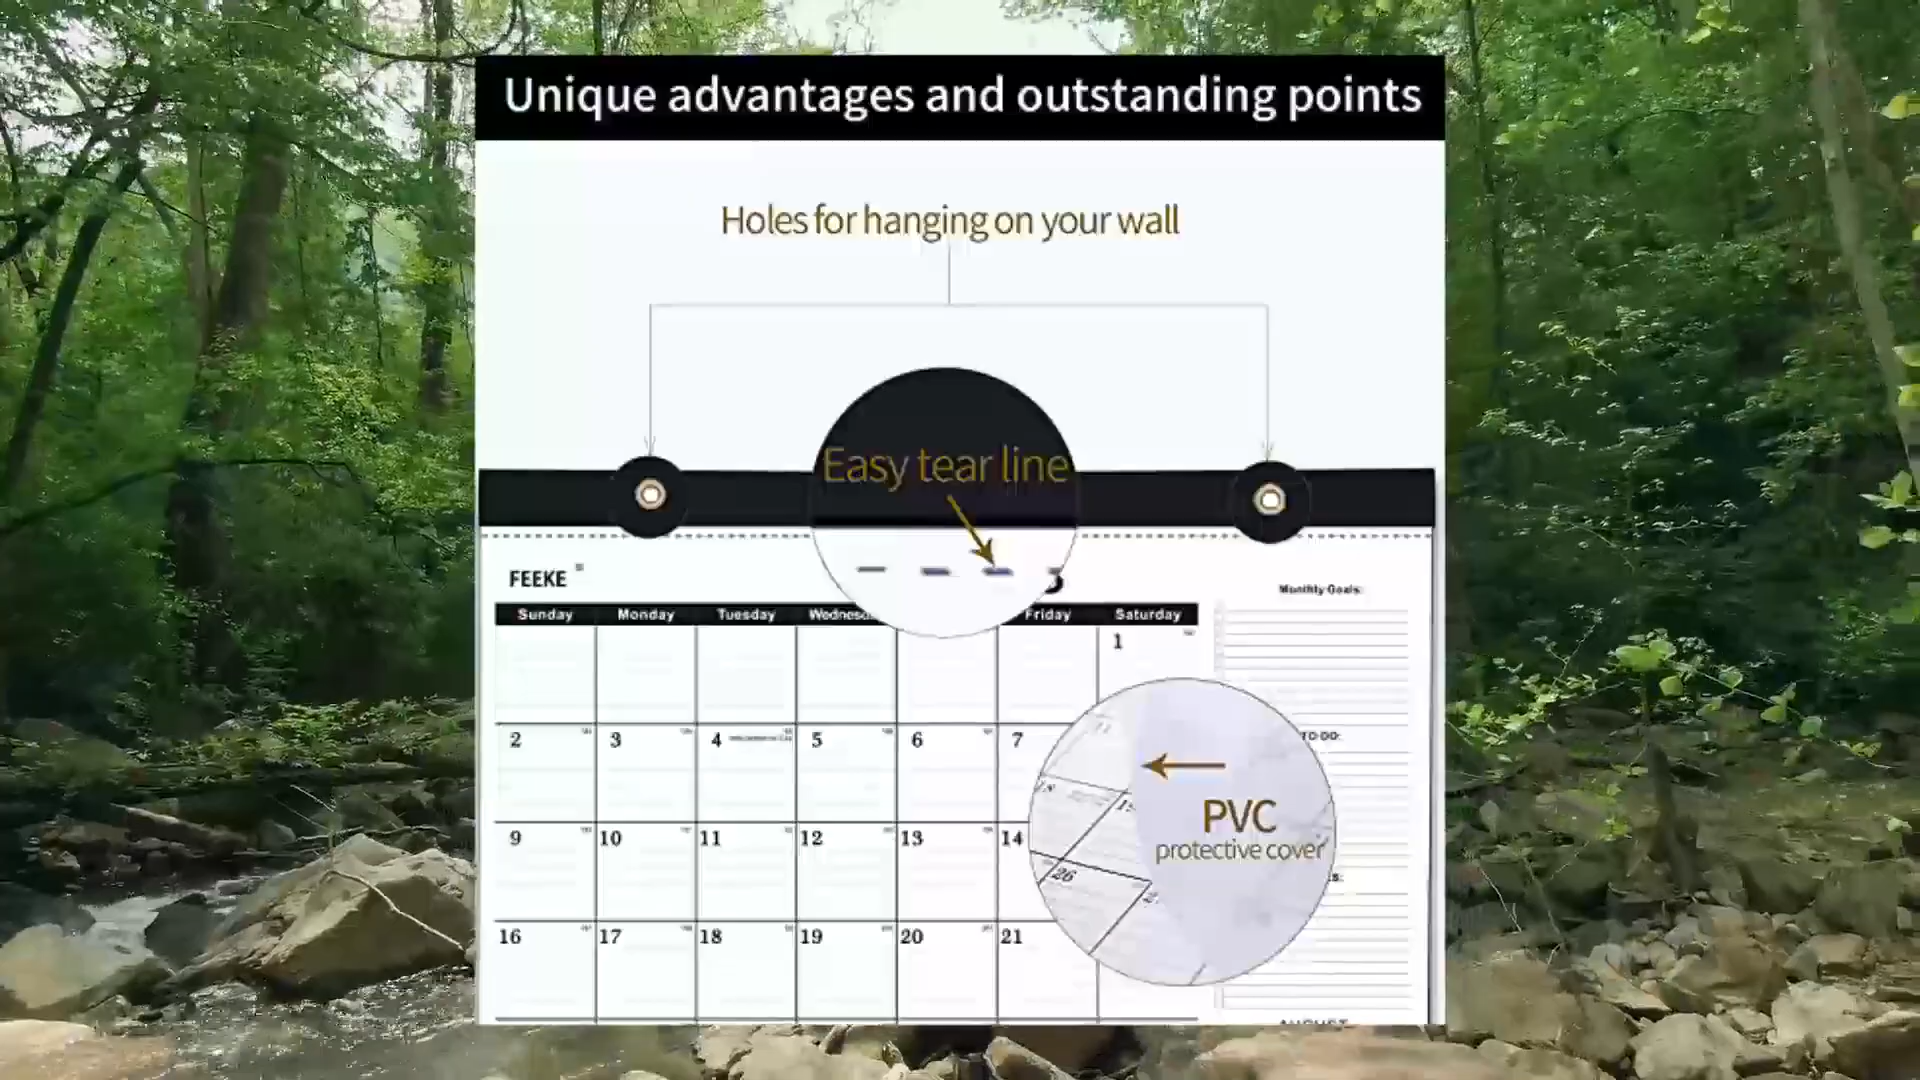 Unique advantages and outstanding points
Holes for hanging on your wall
Easy tear line
FEEKE
Monthly Goals:
Sunday Monday Tuesday Wednes Friday Saturday
1
2 3 4 5 6 7
TO-DO:
PVC
protective cover
9 10 11 12 13 14
26
16 17 18 19 20 21